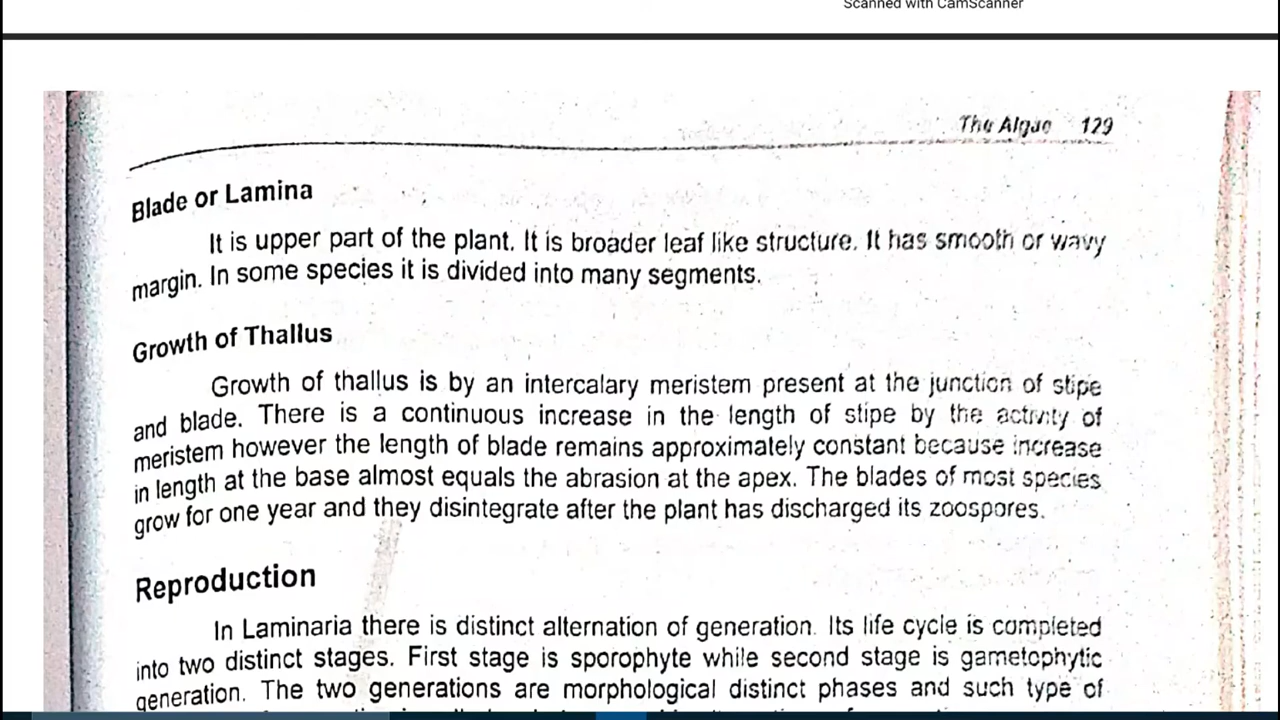 Scanned with CamScanner
The Algae 129
Blade or Lamina
It is upper part of the plant. It is broader leaf like structure. It has smooth or wavy
margin. In some species it is divided into many segments.
Growth of Thallus
Growth of thallus is by an intercalary meristem present at the junction of stipe
and blade. There is a continuous increase in the length of stipe by the activity of
meristem however the length of blade remains approximately constant because increase
in length at the base almost equals the abrasion at the apex. The blades of most species
grow for one year and they disintegrate after the plant has discharged its zoospores.
Reproduction
In Laminaria there is distinct alternation of generation. Its life cycle is completed
into two distinct stages. First stage is sporophyte while second stage is gametophytic
generation. The two generations are morphological distinct phases and such type of